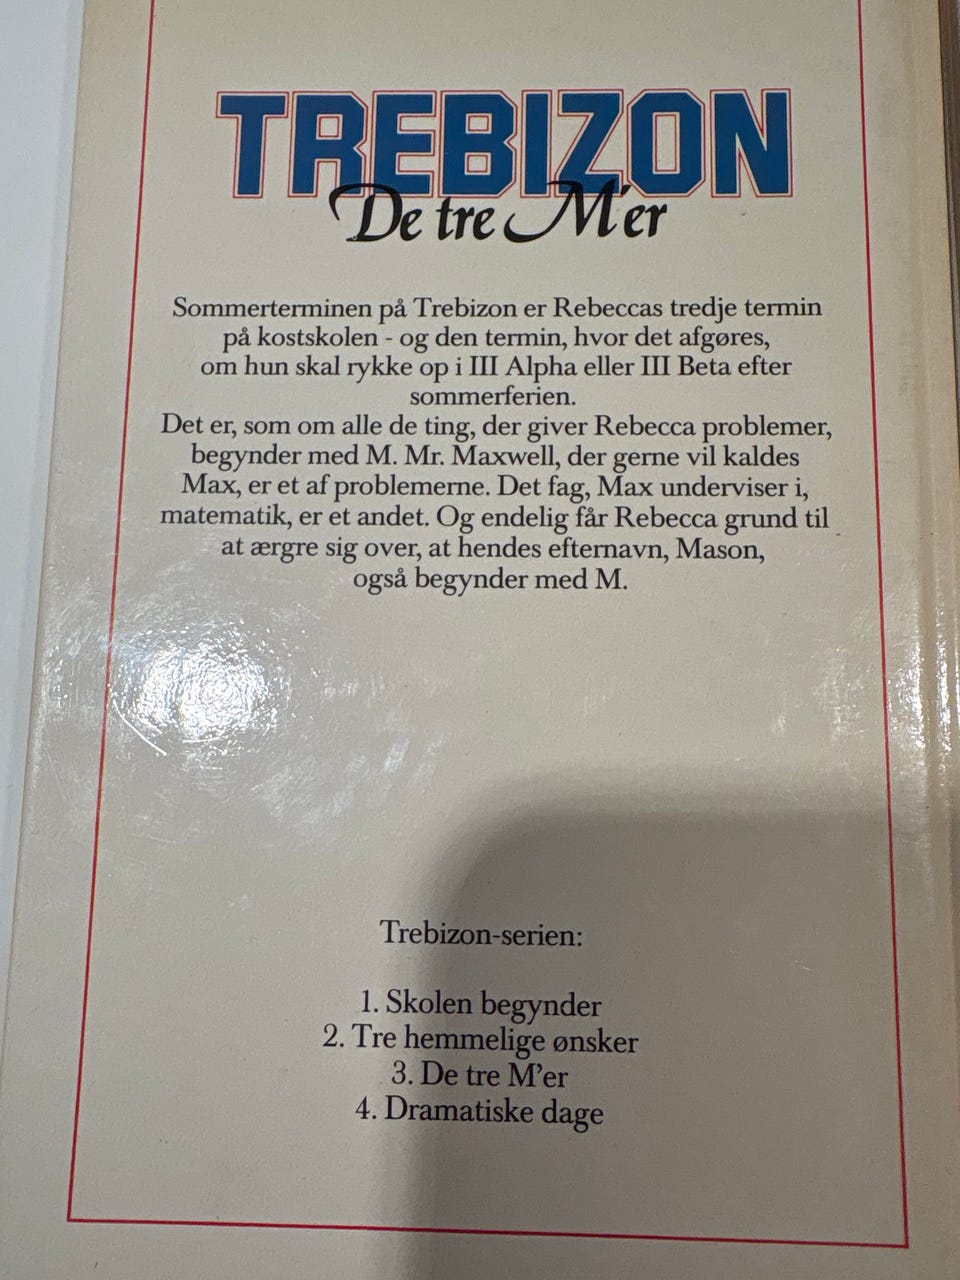 TREBIZON
De tre M'er
Sommerterminen på Trebizon er Rebeccas tredje termin
på kostskolen - og den termin, hvor det afgøres,
om hun skal rykke op i III Alpha eller III Beta efter
sommerferien.
Det er, som om alle de ting, der giver Rebecca problemer,
begynder med M. Mr. Maxwell, der gerne vil kaldes
Max, er et af problemerne. Det fag, Max underviser i,
matematik, er et andet. Og endelig får Rebecca grund til
at ærgre sig over, at hendes efternavn, Mason,
også begynder med M.
Trebizon-serien:
1. Skolen begynder
2. Tre hemmelige ønsker
3. De tre M'er
4. Dramatiske dage